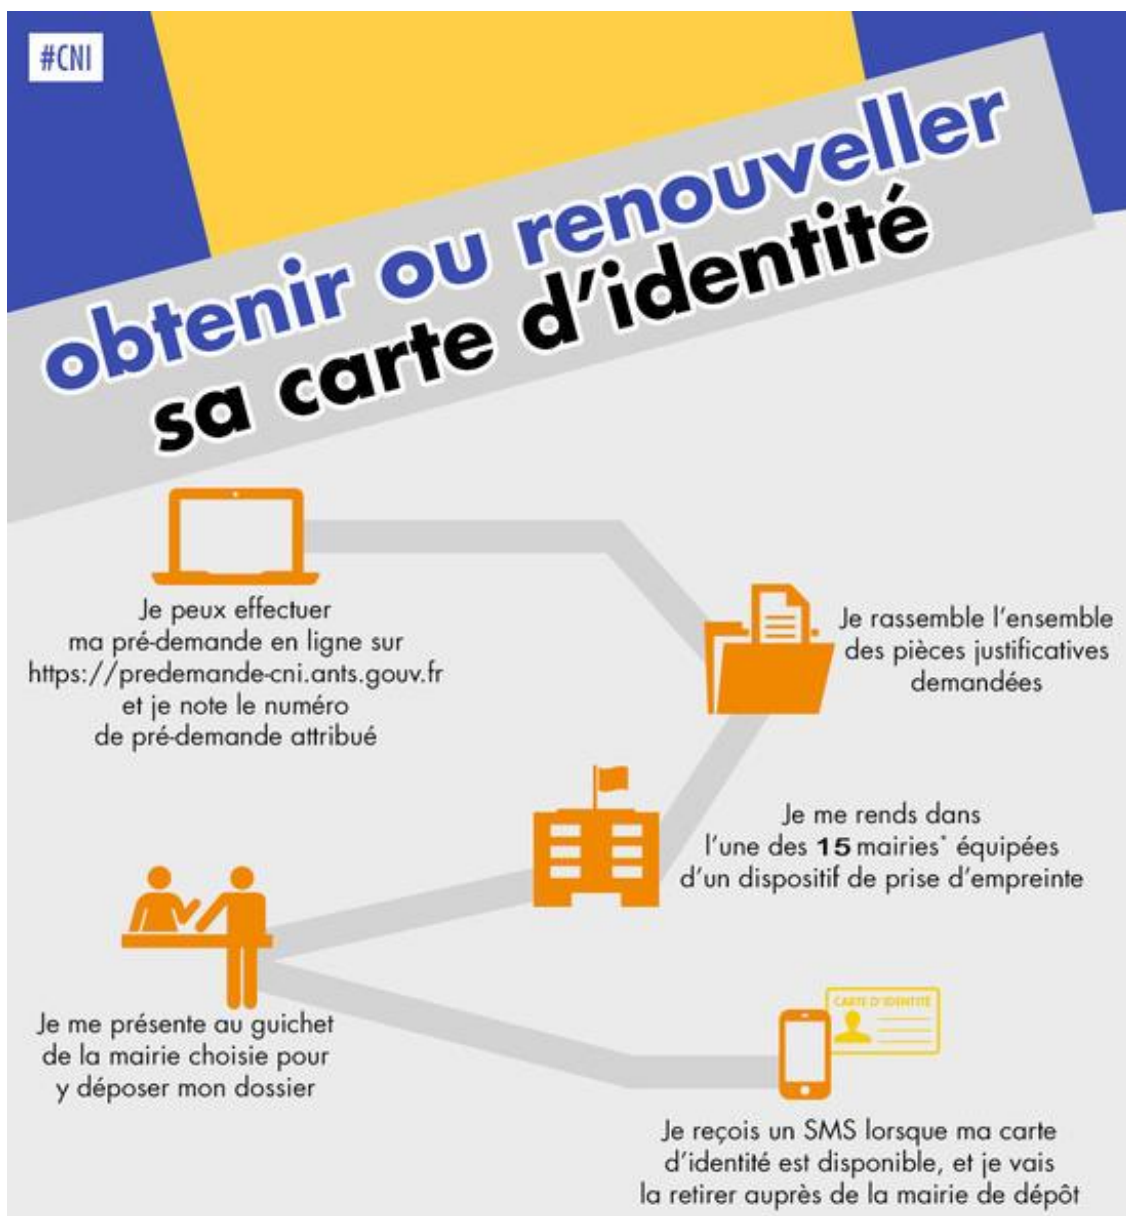 #CNI
obtenir ou renouveller
sa carte d'identité
Je peux effectuer
ma pré-demande en ligne sur
https://predemande-cni.ants.gouv.fr
et je note le numéro
de pré-demande attribué
Je rassemble l'ensemble
des pièces justificatives
demandées
Je me rends dans
l'une des 15 mairies* équipées
d'un dispositif de prise d'empreinte
Je me présente au guichet
de la mairie choisie pour
y déposer mon dossier
CARTE D'IDENTITÉ
Je reçois un SMS lorsque ma carte
d'identité est disponible, et je vais
la retirer auprès de la mairie de dépôt